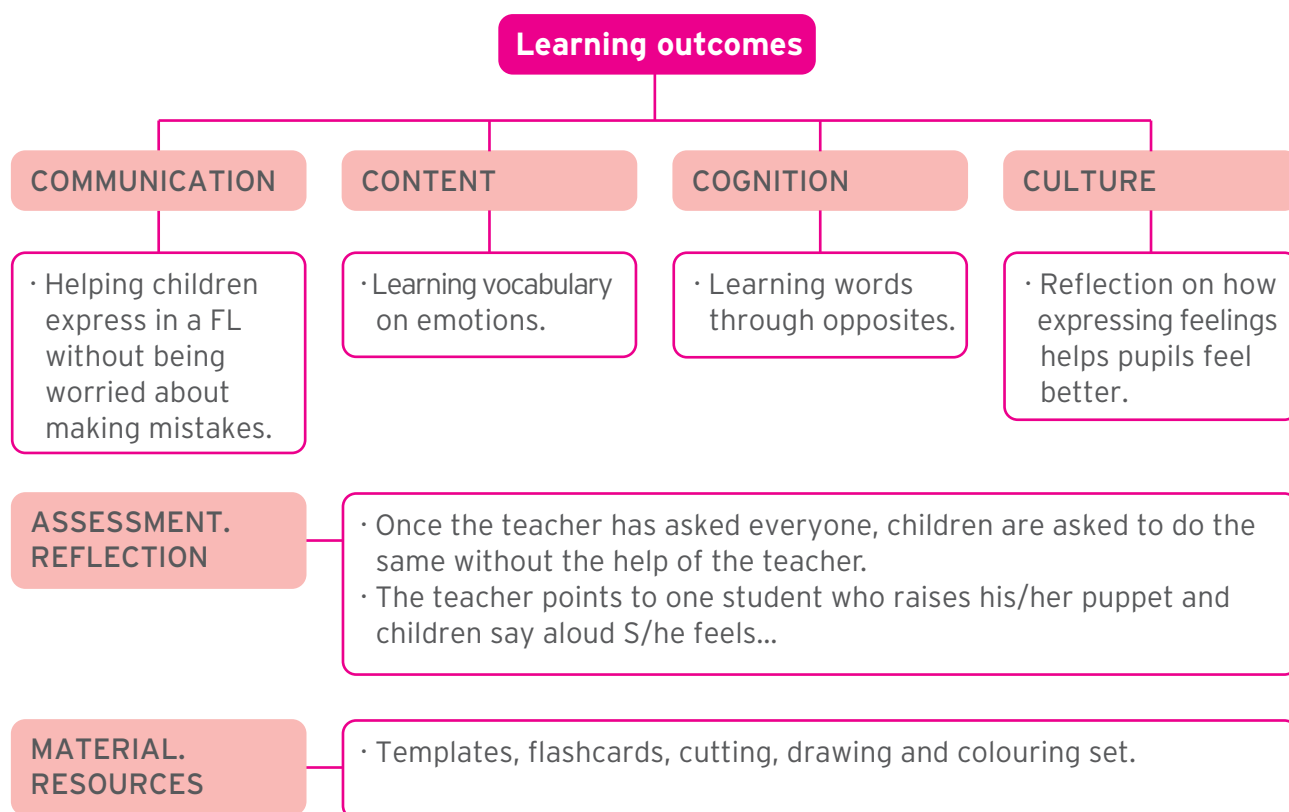 Learning outcomes
COMMUNICATION
· Helping children
express in a FL
without being
worried about
making mistakes.
CONTENT
· Learning vocabulary
on emotions.
COGNITION
· Learning words
through opposites.
CULTURE
· Reflection on how
expressing feelings
helps pupils feel
better.
ASSESSMENT.
REFLECTION
· Once the teacher has asked everyone, children are asked to do the
same without the help of the teacher.
· The teacher points to one student who raises his/her puppet and
children say aloud S/he feels...
MATERIAL.
RESOURCES
· Templates, flashcards, cutting, drawing and colouring set.